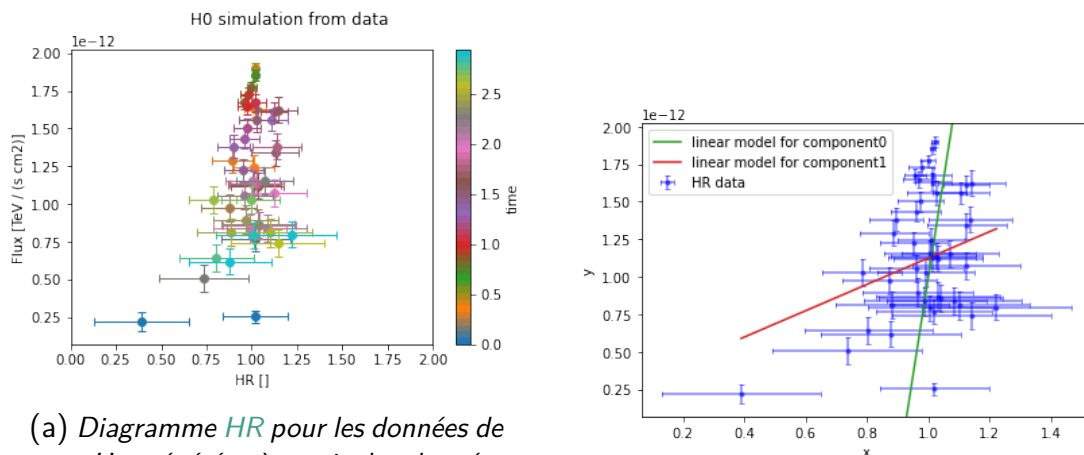 H0 simulation from data
1e−12
2.00
1.75
1.50
1.25
1.00
0.75
0.50
0.25
Flux [TeV / (s cm2)]
0.00 0.25 0.50 0.75 1.00 1.25 1.50 1.75 2.00
HR []
2.5
2.0
1.5
1.0
0.5
0.0
time
(a) Diagramme HR pour les données de
1e−12
2.00
1.75
1.50
1.25
1.00
0.75
0.50
0.25
y
linear model for component0
linear model for component1
HR data
0.2 0.4 0.6 0.8 1.0 1.2 1.4